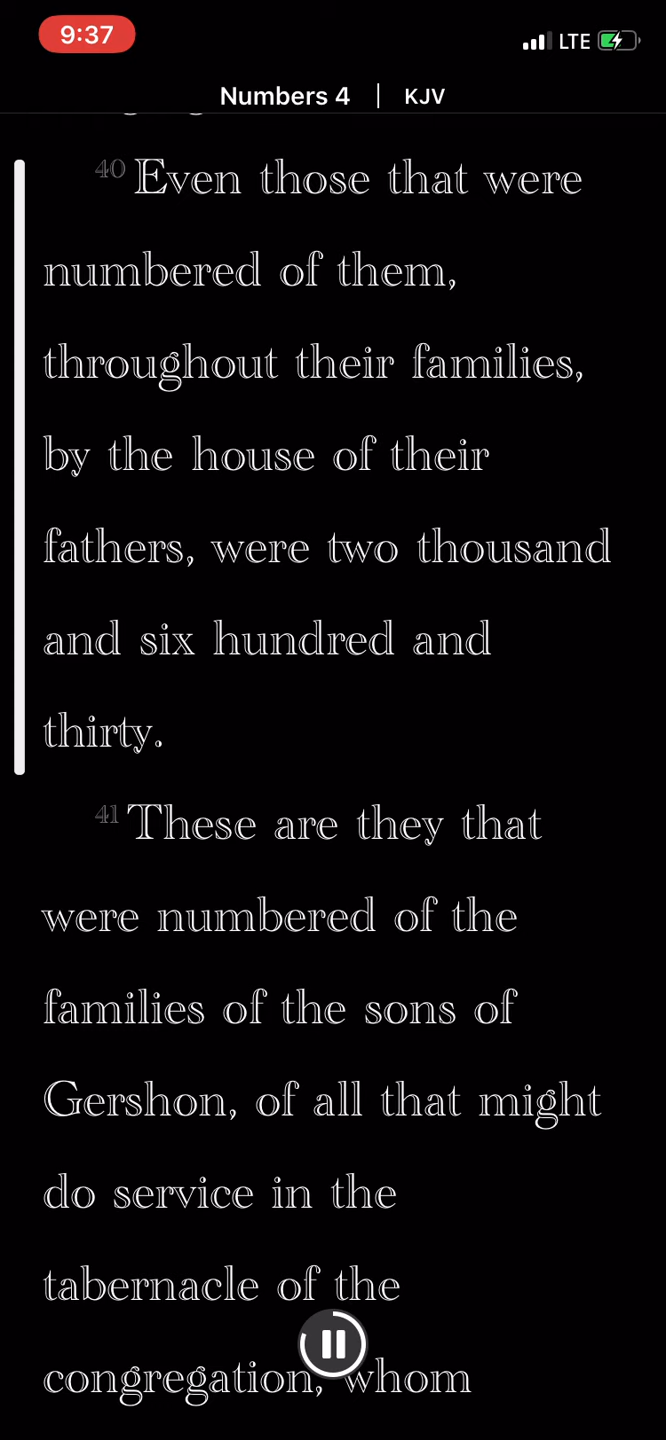 9:37
LTE
Numbers 4 | KJV
40 Even those that were
numbered of them,
throughout their families,
by the house of their
fathers, were two thousand
and six hundred and
thirty.
41 These are they that
were numbered of the
families of the sons of
Gershon, of all that might
do service in the
tabernacle of the
congregation, whom